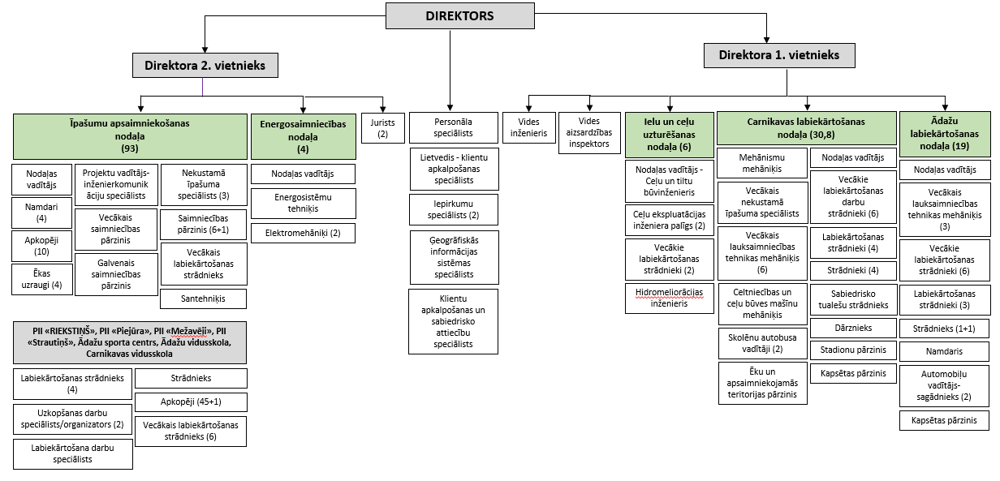 DIREKTORS
Direktora 2. vietnieks
Direktora 1. vietnieks
Īpašumu apsaimniekošanas
nodaļa
(93)
Nodaļas
vadītājs
Namdari
(4)
Apkopēji
(10)
Ēkas
uzraugi (4)
Projektu vadītājs-
inženierkomunik
āciju speciālists
Vecākais
saimniecības
pārzinis
Galvenais
saimniecības
pārzinis
Nekustamā
īpašuma
speciālists (3)
Saimniecības
pārzinis (6+1)
Vecākais
labiekārtošanas
strādnieks
Santehniķis
PII «RIEKSTIŅŠ», PII «Piejūra», PII «Mežavēji», PII
«Strautiņš», Ādažu sporta centrs, Ādažu vidusskola,
Carnikavas vidusskola
Labiekārtošanas strādnieks
(4)
Uzkopšanas darbu
speciālists/organizators (2)
Labiekārtošana darbu
speciālists
Strādnieks
Apkopēji (45+1)
Vecākais labiekārtošanas
strādnieks (6)
Energosaimniecības
nodaļa
(4)
Nodaļas vadītājs
Energosistēmu
tehniķis
Elektromehāniķi (2)
Jurists
(2)
Personāla
speciālists
Lietvedis - klientu
apkalpošanas
speciālists
Iepirkumu
speciālists (2)
Ģeogrāfiskās
informācijas
sistēmas
speciālists
Klientu
apkalpošanas un
sabiedrisko
attiecību
speciālists
Vides
inženieris
Vides
aizsardzības
inspektors
Ielu un ceļu
uzturēšanas
nodaļa (6)
Nodaļas vadītājs -
Ceļu un tiltu
būvinženieris
Ceļu ekspluatācijas
inženiera palīgs (2)
Vecākie
labiekārtošanas
strādnieki (2)
Hidromeliorācijas
inženieris
Carnikavas labiekārtošanas
nodaļa (30,8)
Mehānismu
mehāniķis
Vecākais
nekustamā
īpašuma speciālists
Vecākais
lauksaimniecības
tehnikas mehāniķis
(6)
Celtniecības un
ceļu būves mašīnu
mehāniķis
Skolēnu autobusa
vadītāji (2)
Ēku un
apsaimniekojamās
teritorijas pārzinis
Nodaļas vadītājs
Vecākie
labiekārtošanas
darbu
strādnieki (6)
Labiekārtošanas
strādnieki (4)
Strādnieki (4)
Sabiedrisko
tualešu strādnieks
Dārznieks
Stadionu pārzinis
Kapsētas pārzinis
Ādažu
labiekārtošanas
nodaļa (19)
Nodaļas vadītājs
Vecākais
lauksaimniecības
tehnikas mehāniķis
(3)
Vecākie
labiekārtošanas
strādnieki (6)
Labiekārtošanas
strādnieki (3)
Strādnieks (1+1)
Namdaris
Automobiļu
vadītājs-
sagādnieks (2)
Kapsētas pārzinis